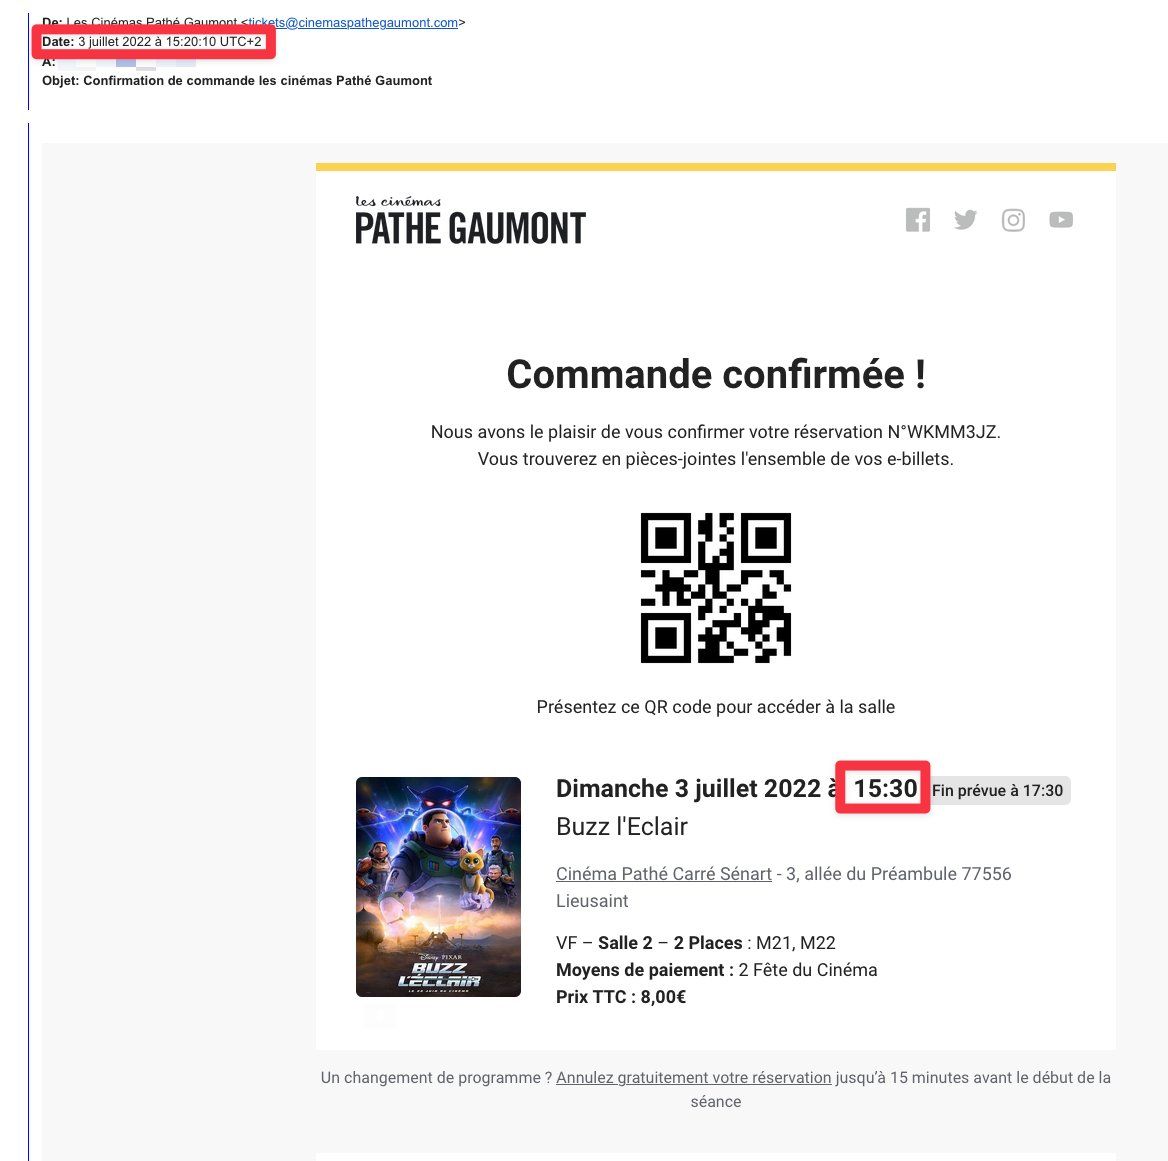 De: Les Cinémas Pathé Gaumont <tickets@cinemaspathegaumont.com>
Date: 3 juillet 2022 à 15:20:10 UTC+2
A:
Objet: Confirmation de commande les cinémas Pathé Gaumont
les cinémas
PATHE GAUMONT
Commande confirmée !
Nous avons le plaisir de vous confirmer votre réservation N°WKMM3JZ.
Vous trouverez en pièces-jointes l'ensemble de vos e-billets.
Présentez ce QR code pour accéder à la salle
Dimanche 3 juillet 2022 à 15:30 Fin prévue à 17:30
Buzz l'Eclair
Cinéma Pathé Carré Sénart - 3, allée du Préambule 77556
Lieusaint
VF – Salle 2 – 2 Places : M21, M22
Moyens de paiement : 2 Fête du Cinéma
Prix TTC : 8,00€
Disney PIXAR
BUZZ
L'ÉCLAIR
LE 22 JUIN AU CINÉMA
Un changement de programme ? Annulez gratuitement votre réservation jusqu’à 15 minutes avant le début de la
séance